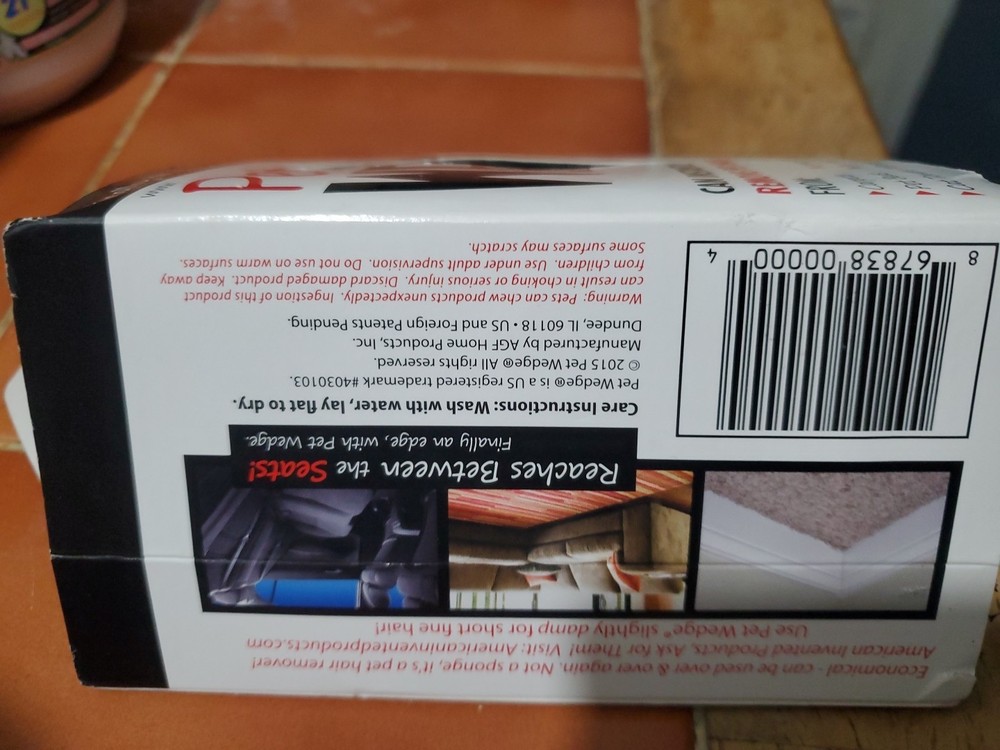 Economical - can be used over & over again. Not a sponge, it's a pet hair remover!
American Invented Products, Ask for Them! Visit: Americaninventedproducts.com
Use Pet Wedge® slightly damp for short fine hair!
Reaches Between the Seats!
Finally an edge, with Pet Wedge.
Care Instructions: Wash with water, lay flat to dry.
Pet Wedge® is a US registered trademark #4030103.
© 2015 Pet Wedge® All rights reserved.
Manufactured by AGF Home Products, Inc.
Dundee, IL 60118 • US and Foreign Patents Pending.
Warning: Pets can chew products unexpectedly. Ingestion of this product
can result in choking or serious injury. Discard damaged product. Keep away
from children. Use under adult supervision. Do not use on warm surfaces.
Some surfaces may scratch.
8 67838 00000 4
FROM
27